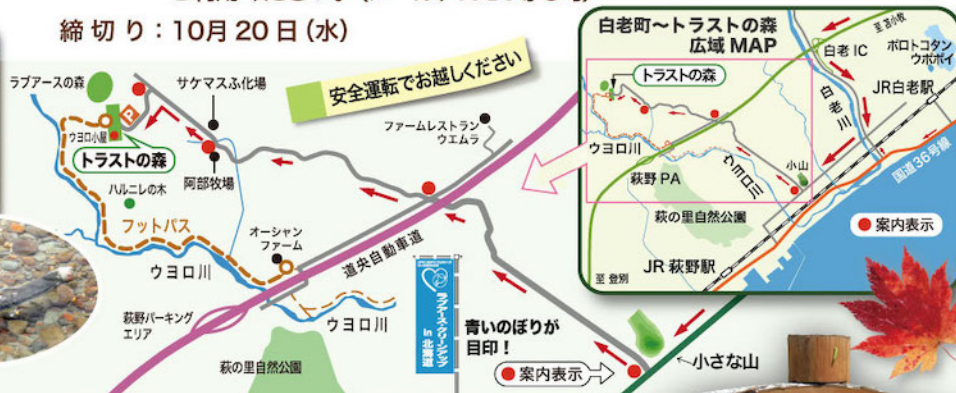 締 切 り：10月 20 日（水）
ラブアースの森
サケマスふ化場
安全運転でお越しください
P
ウヨロ小屋
トラストの森
阿部牧場
ハルニレの木
フットパス
ファームレストラン
ウエムラ
オーシャン
ファーム
道央自動車道
ウヨロ川
ウヨロ川
萩野パーキング
エリア
萩の里自然公園
ラブアース・クリーンアップ
in 北海道
青いのぼりが
目印！
案内表示
小さな山
白老町〜トラストの森
広域 MAP
至 苫小牧
白老 IC
ポロトコタン
ウポポイ
トラストの森
JR白老駅
白老川
ウヨロ川
ウヨロ川
小山
国道36号線
萩野 PA
萩の里自然公園
案内表示
JR 萩野駅
至 登別